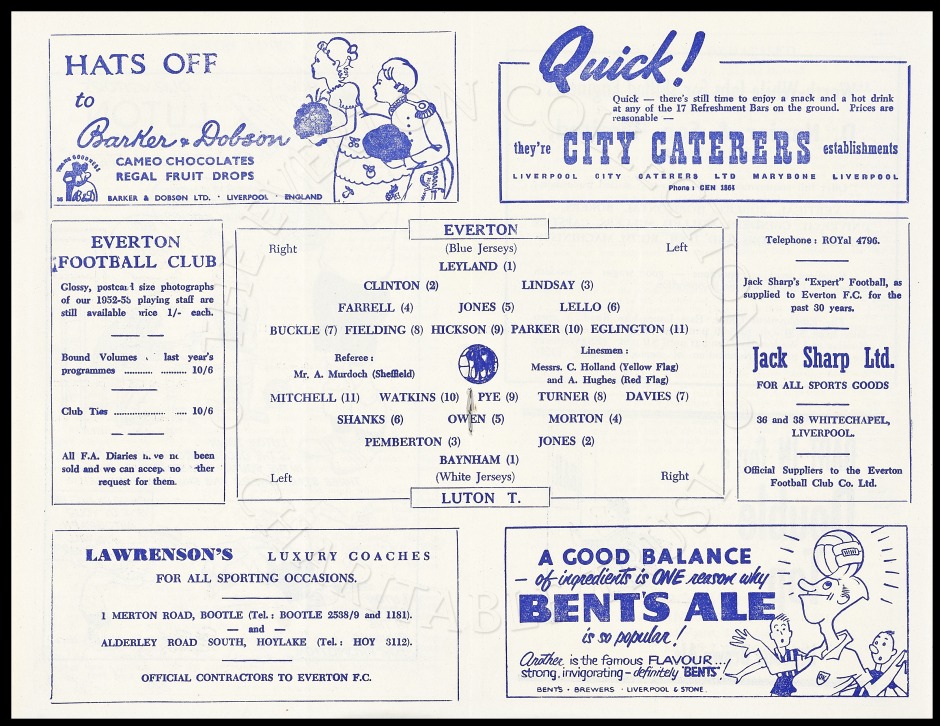 HATS OFF
to
Barker & Dobson
CAMEO CHOCOLATES
REGAL FRUIT DROPS
BARKER & DOBSON LTD. · LIVERPOOL · ENGLAND
Quick!
Quick — there's still time to enjoy a snack and a hot drink
at any of the 17 Refreshment Bars on the ground. Prices are
reasonable —
they're CITY CATERERS establishments
LIVERPOOL CITY CATERERS LTD MARYBONE LIVERPOOL
Phone: CEN 1864
EVERTON
FOOTBALL CLUB
Glossy, postcard size photographs
of our 1952-53 playing staff are
still available price 1/- each.
Bound Volumes last year's
programmes ............ ............ 10/6
Club Ties ........................ ..... 10/6
All F.A. Diaries have been
sold and we can accept no
request for them.
EVERTON
Right (Blue Jerseys) Left
LEYLAND (1)
CLINTON (2) LINDSAY (3)
FARRELL (4) JONES (5) LELLO (6)
BUCKLE (7) FIELDING (8) HICKSON (9) PARKER (10) EGLINGTON (11)
Referee :
Mr. A. Murdoch (Sheffield)
Linesmen :
Messrs. C. Holland (Yellow Flag)
and A. Hughes (Red Flag)
MITCHELL (11) WATKINS (10) PYE (9) TURNER (8) DAVIES (7)
SHANKS (6) OWEN (5) MORTON (4)
PEMBERTON (3) JONES (2)
BAYNHAM (1)
Left (White Jerseys) Right
LUTON T.
Telephone : ROYal 4796.
Jack Sharp's "Expert" Football, as
supplied to Everton F.C. for the
past 30 years.
Jack Sharp Ltd.
FOR ALL SPORTS GOODS
36 and 38 WHITECHAPEL,
LIVERPOOL.
Official Suppliers to the Everton
Football Club Co. Ltd.
LAWRENSON'S LUXURY COACHES
FOR ALL SPORTING OCCASIONS.
1 MERTON ROAD, BOOTLE (Tel. : BOOTLE 2538/9 and 1181).
— and —
ALDERLEY ROAD SOUTH, HOYLAKE (Tel. : HOY 3112).
OFFICIAL CONTRACTORS TO EVERTON F.C.
A GOOD BALANCE
— of ingredients is ONE reason why
BENT'S ALE
is so popular!
Another is the famous FLAVOUR...
strong, invigorating – definitely "BENT'S"
BENTS · BREWERS · LIVERPOOL & STONE